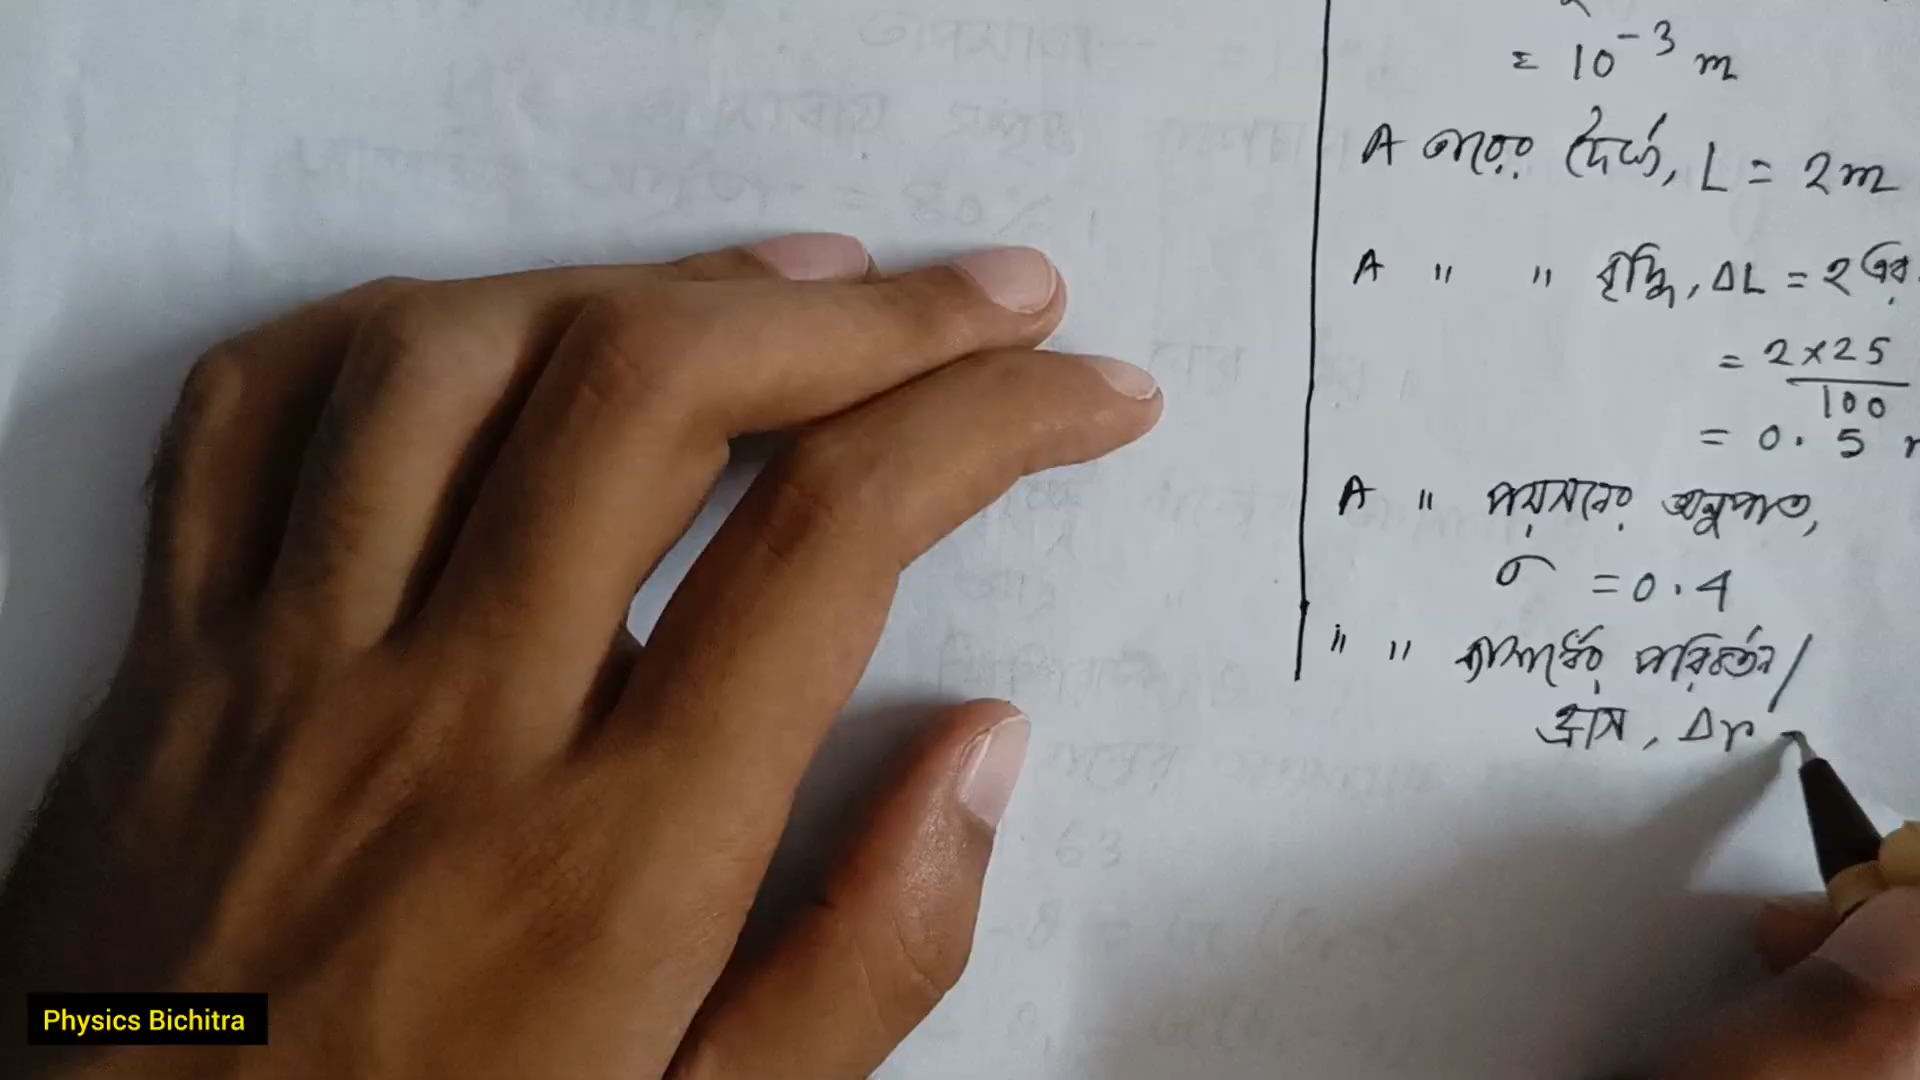 = 10⁻³ m
A তারের দৈর্ঘ্য, L = 2m
A " " বৃদ্ধি, ΔL = ২ এর
= 2×25
100
= 0.5
A " পয়সনের অনুপাত,
σ = 0.4
" " ব্যাসার্ধের পরিবর্তন/
হ্রাস, Δr
Physics Bichitra